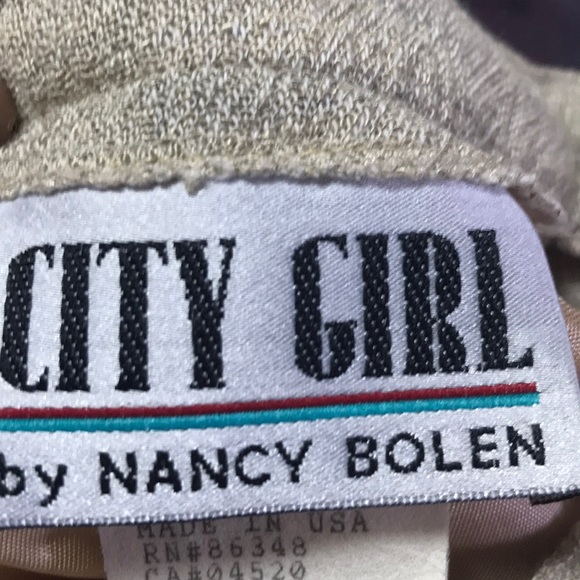 CITY GIRL
by NANCY BOLEN
MADE IN USA
RN#86348
CA#04520